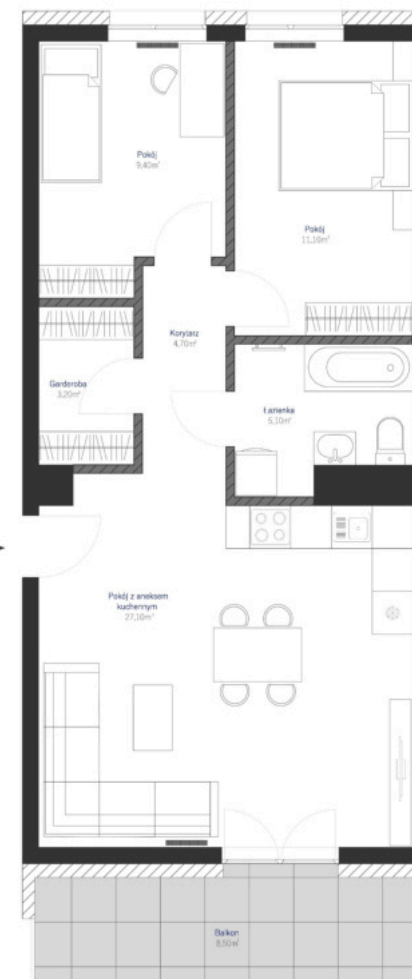 Pokój
9,40m²
Pokój
11,10m²
Korytarz
4,70m²
Garderoba
3,20m²
Łazienka
5,10m²
Pokój z aneksem
kuchennym
27,10m²
Balkon
8,50m²